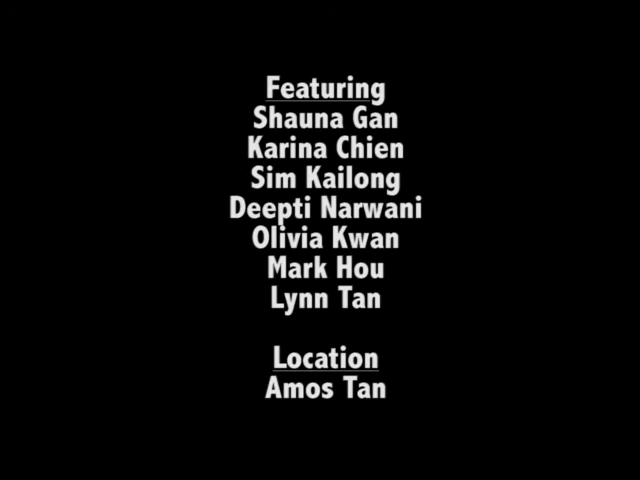 Featuring
Shauna Gan
Karina Chien
Sim Kailong
Deepti Narwani
Olivia Kwan
Mark Hou
Lynn Tan
Location
Amos Tan